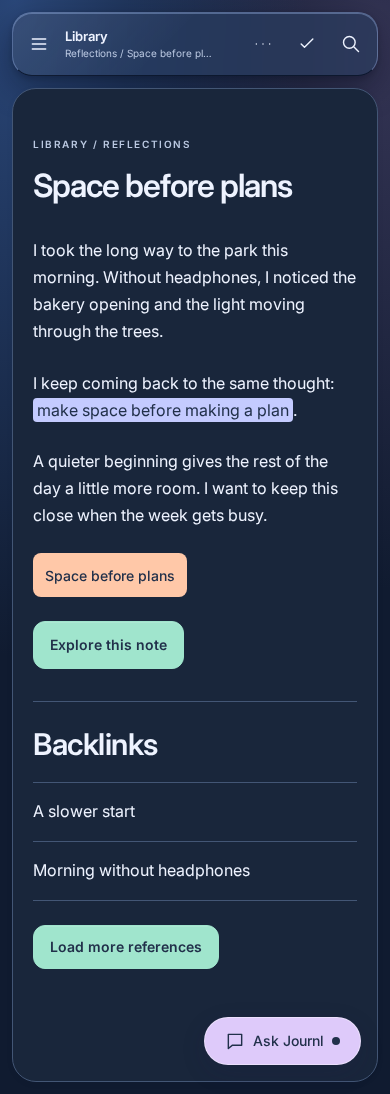 Library
Reflections / Space before pl...
...
LIBRARY / REFLECTIONS
Space before plans
I took the long way to the park this
morning. Without headphones, I noticed the
bakery opening and the light moving
through the trees.
I keep coming back to the same thought:
make space before making a plan.
A quieter beginning gives the rest of the
day a little more room. I want to keep this
close when the week gets busy.
Space before plans
Explore this note
Backlinks
A slower start
Morning without headphones
Load more references
Ask Journl